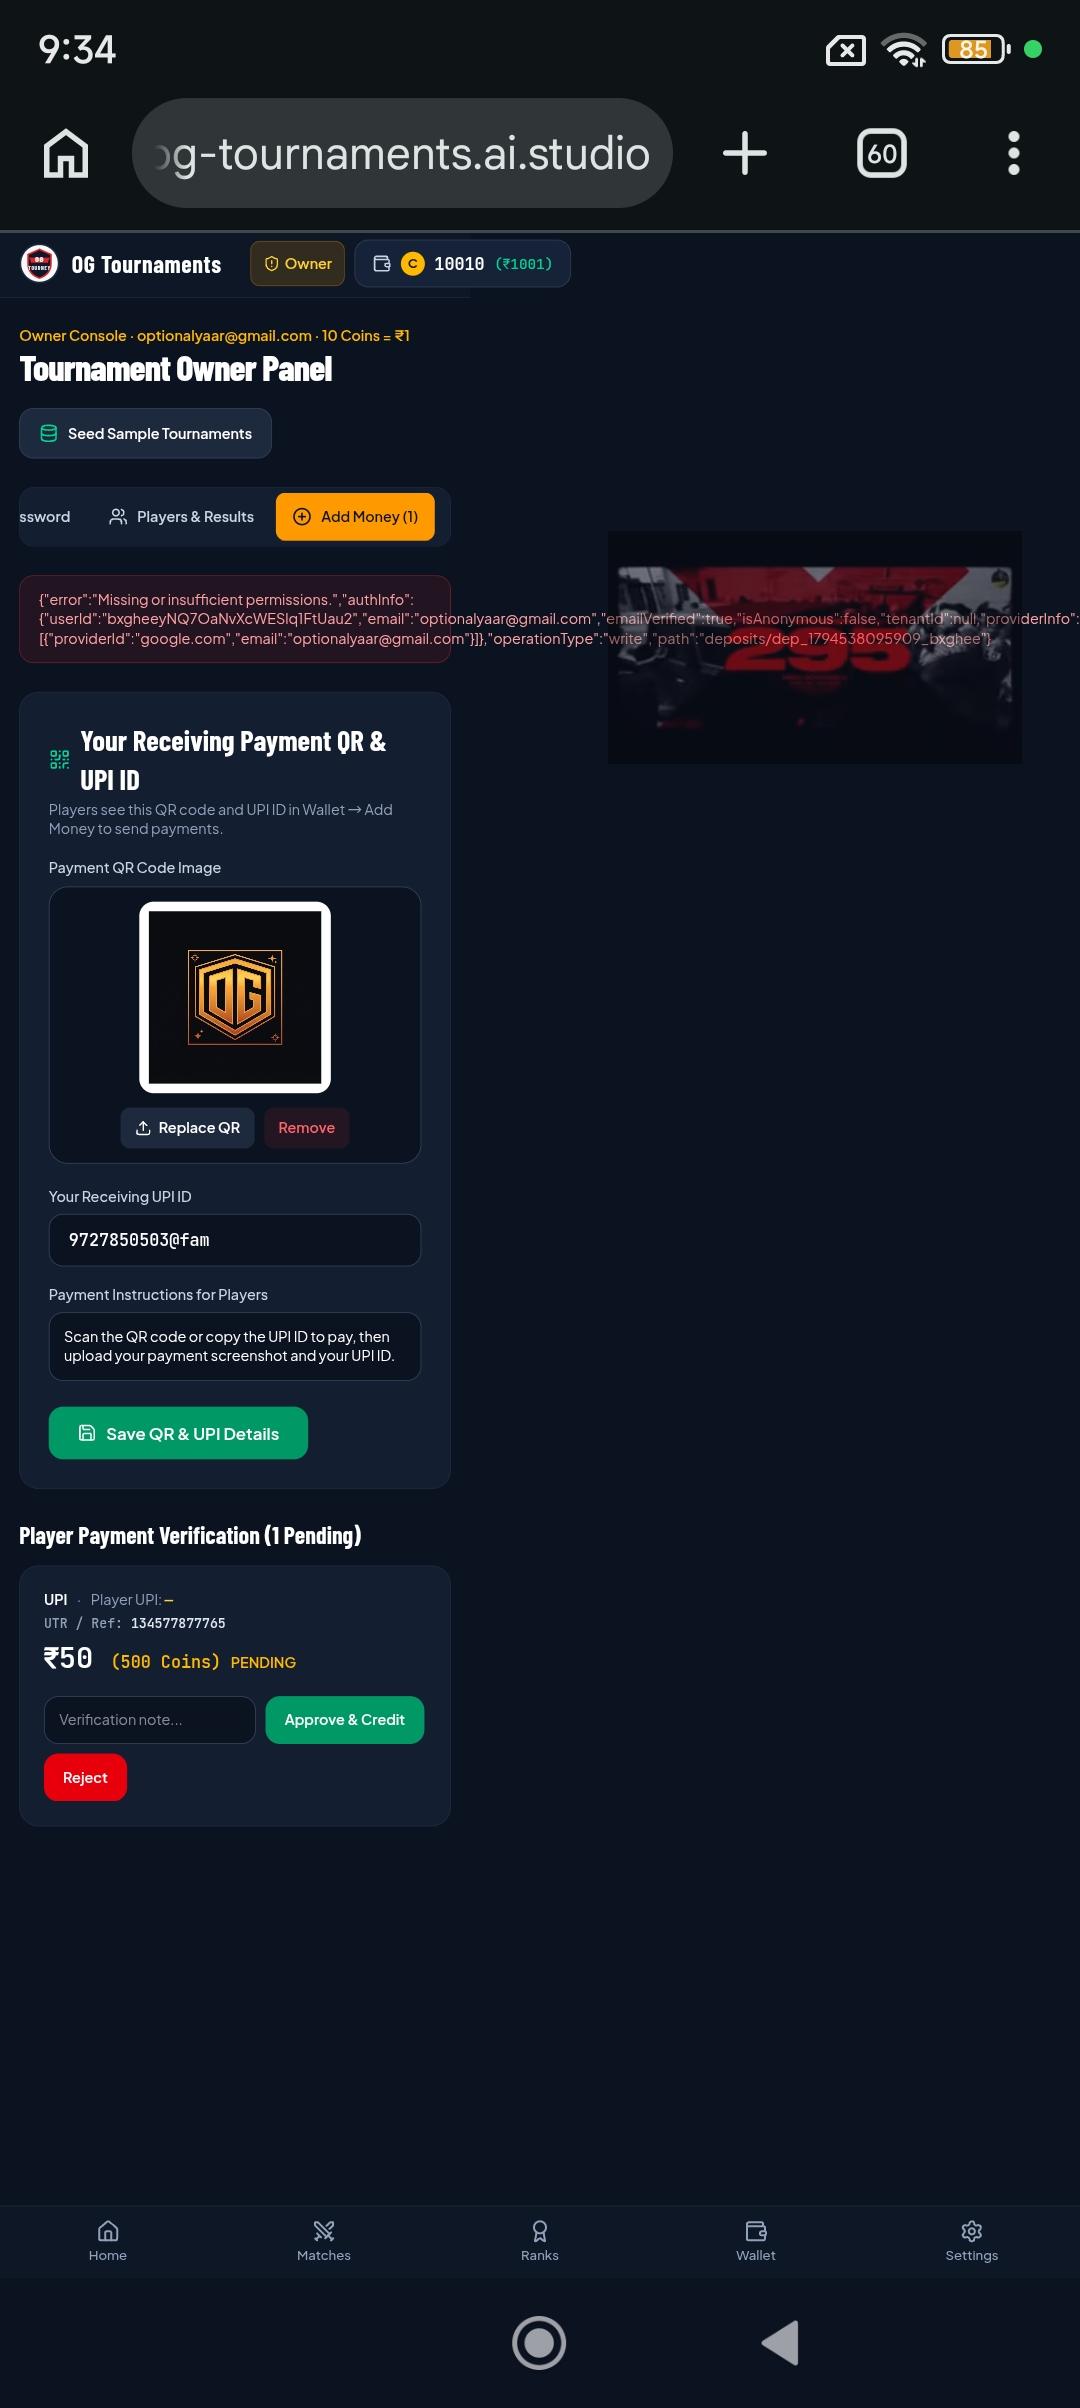 9:34
85
og-tournaments.ai.studio
60
OG Tournaments
Owner
C 10010 (₹1001)
Owner Console · optionalyaar@gmail.com · 10 Coins = ₹1
Tournament Owner Panel
Seed Sample Tournaments
ssword
Players & Results
Add Money (1)
{"error":"Missing or insufficient permissions.","authInfo":
{"userId":"bxgheeyNQ7OaNvXcWESlq1FtUau2","email":"optionalyaar@gmail.com","emailVerified":true,"isAnonymous":false,"tenantId":null,"providerInfo":
[{"providerId":"google.com","email":"optionalyaar@gmail.com"}]},"operationType":"write","path":"deposits/dep_1794538095909_bxghee"}
295
Your Receiving Payment QR &
UPI ID
Players see this QR code and UPI ID in Wallet → Add
Money to send payments.
Payment QR Code Image
OG
Replace QR
Remove
Your Receiving UPI ID
9727850503@fam
Payment Instructions for Players
Scan the QR code or copy the UPI ID to pay, then
upload your payment screenshot and your UPI ID.
Save QR & UPI Details
Player Payment Verification (1 Pending)
UPI · Player UPI: —
UTR / Ref: 134577877765
₹50 (500 Coins) PENDING
Verification note...
Approve & Credit
Reject
Home
Matches
Ranks
Wallet
Settings